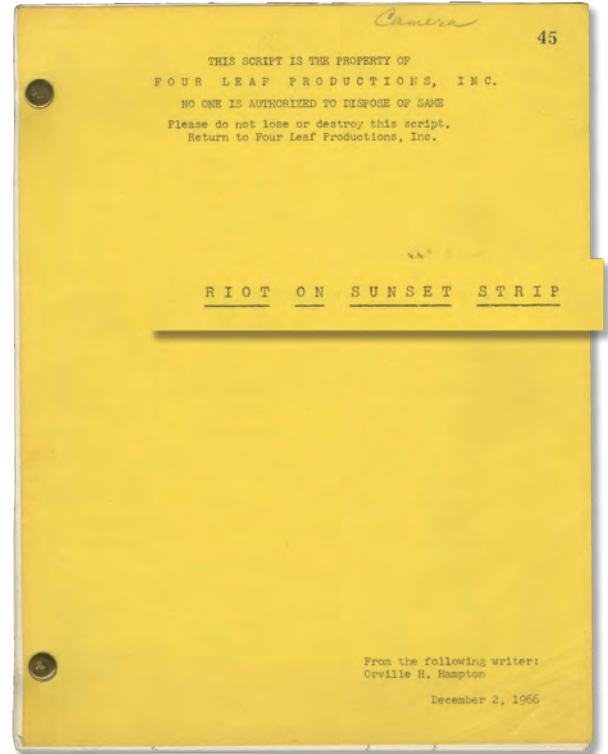 Camera
45
THIS SCRIPT IS THE PROPERTY OF
FOUR LEAF PRODUCTIONS, INC.
NO ONE IS AUTHORIZED TO DISPOSE OF SAME
Please do not lose or destroy this script.
Return to Four Leaf Productions, Inc.
RIOT ON SUNSET STRIP
From the following writer:
Orville H. Hampton
December 2, 1966